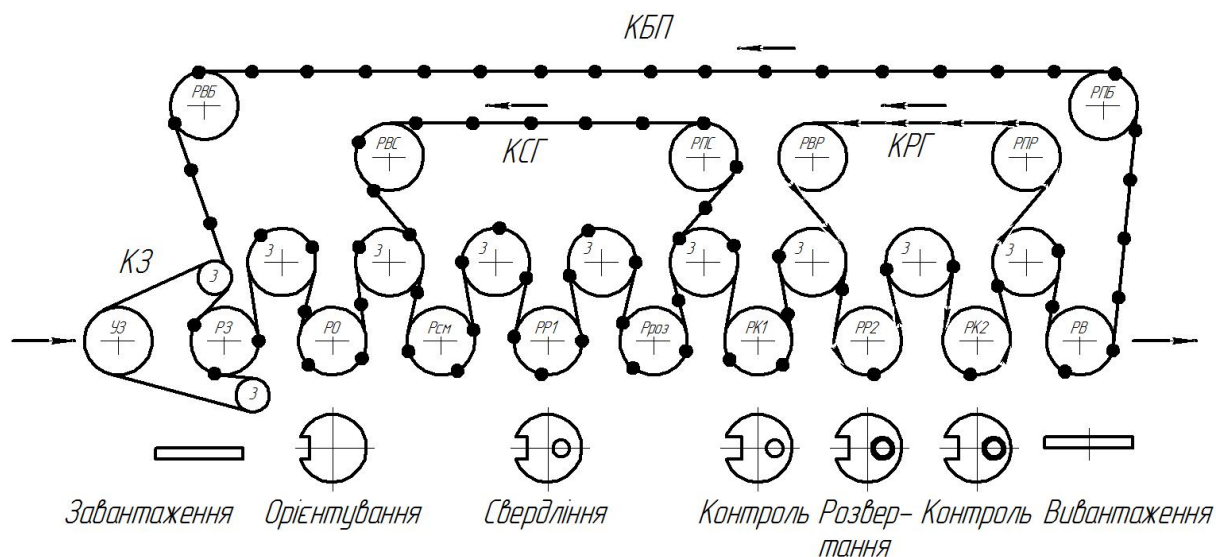 КБП
РВБ
РПБ
РВС
КСГ
РПС
РВР
КРГ
РПР
КЗ
З
З
З
З
З
З
З
З
З
УЗ
РЗ
РО
Рсм
РР1
Рроз
РК1
РР2
РК2
РВ
З
Завантаження
Орієнтування
Свердління
Контроль
Розвер-
тання
Контроль
Вивантаження